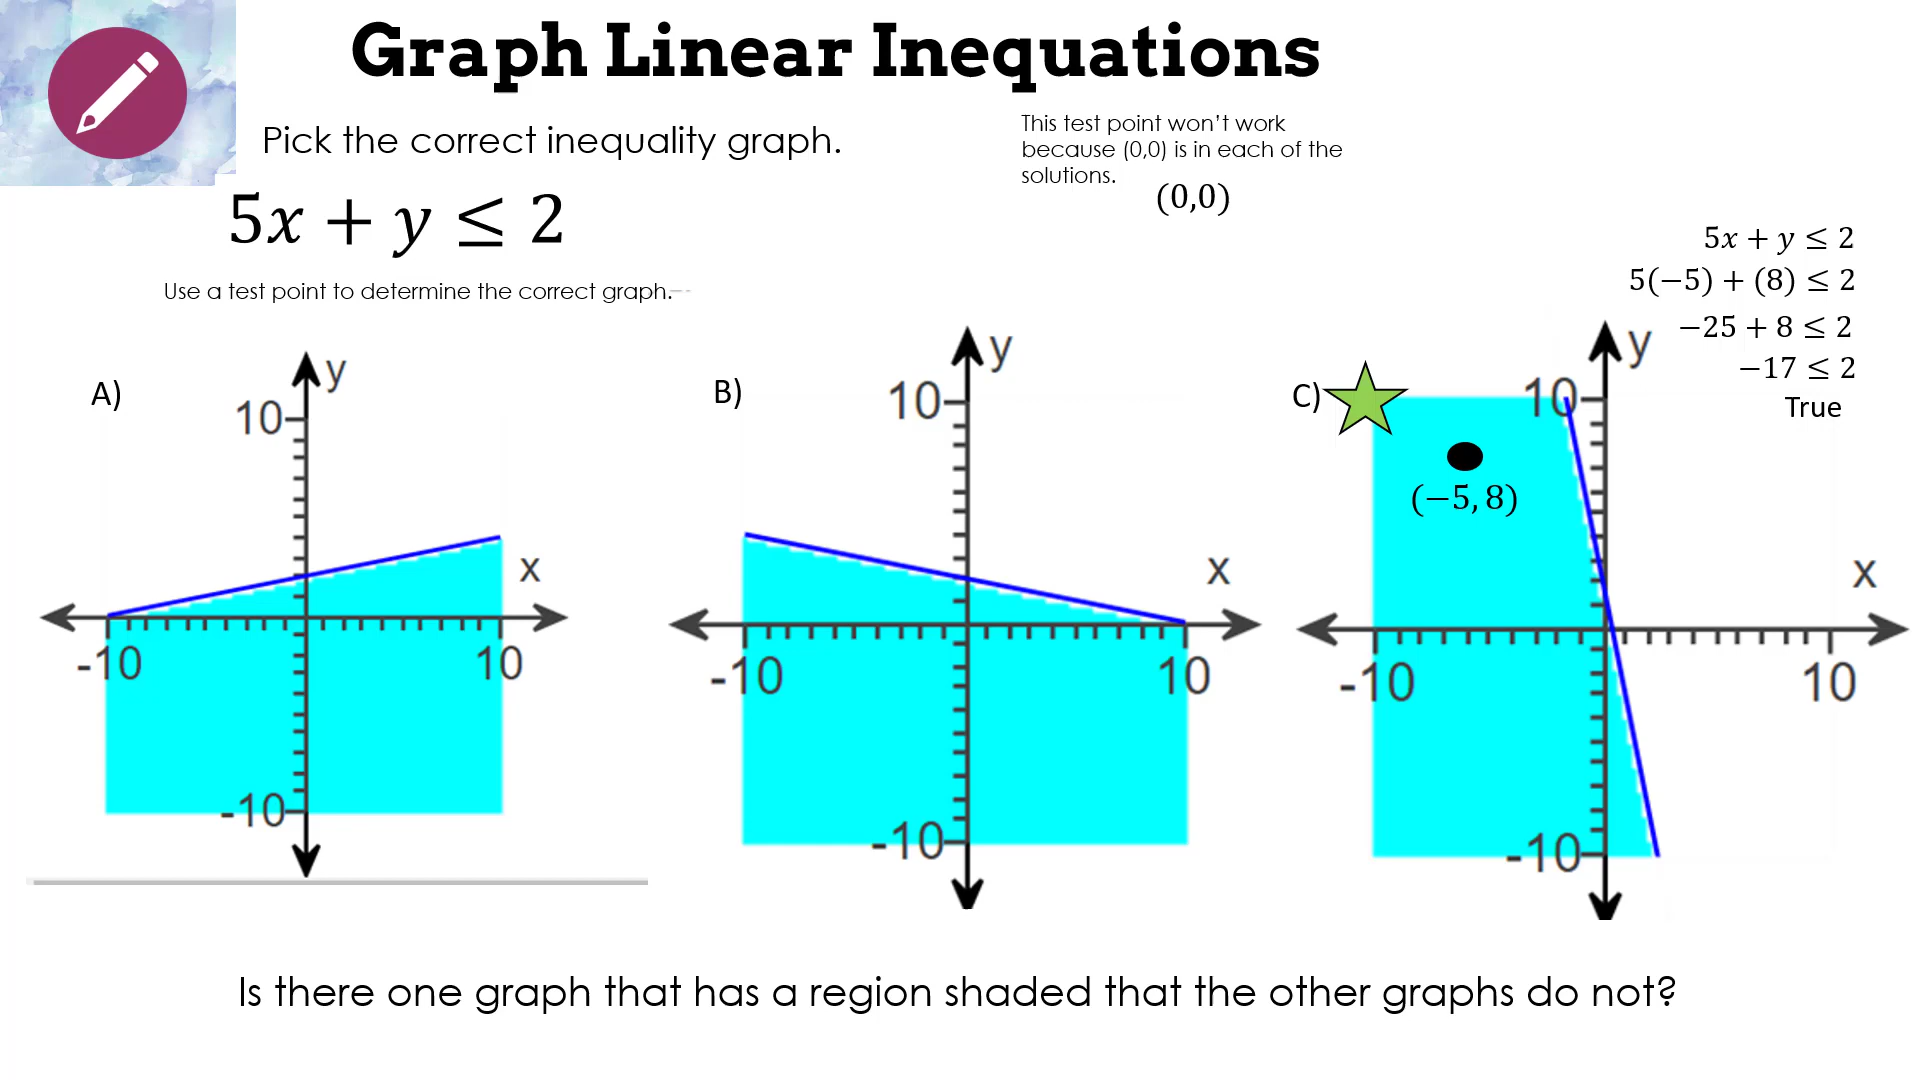 Graph Linear Inequations
Pick the correct inequality graph.
This test point won't work
because (0,0) is in each of the
solutions.
(0,0)
5x + y ≤ 2
Use a test point to determine the correct graph.
5x + y ≤ 2
5(−5) + (8) ≤ 2
−25 + 8 ≤ 2
−17 ≤ 2
True
A)
y
10
x
-10
10
-10
B)
y
10
x
-10
10
-10
C)
y
10
(−5, 8)
x
-10
10
-10
Is there one graph that has a region shaded that the other graphs do not?